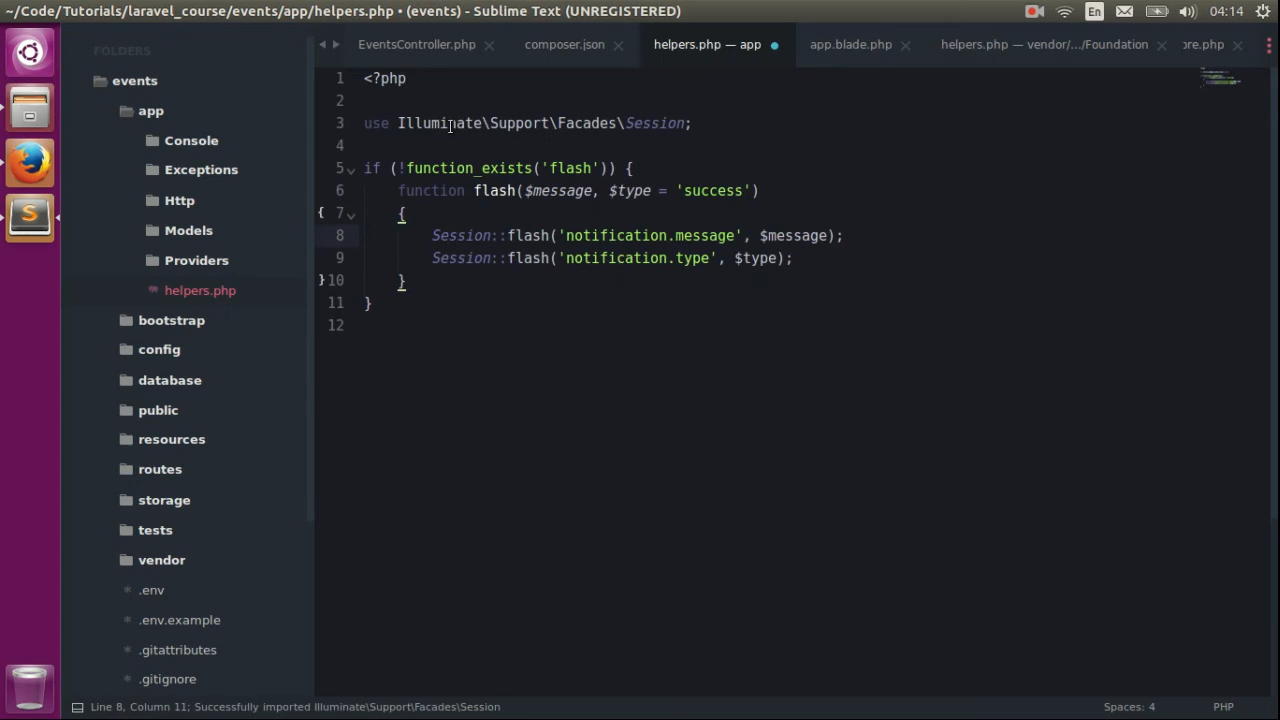 ~/Code/Tutorials/laravel_course/events/app/helpers.php • (events) - Sublime Text (UNREGISTERED)
En
04:14
EventsController.php
composer.json
helpers.php — app
app.blade.php
helpers.php — vendor/.../Foundation
ore.php
FOLDERS
events
app
Console
Exceptions
Http
Models
Providers
helpers.php
bootstrap
config
database
public
resources
routes
storage
tests
vendor
.env
.env.example
.gitattributes
.gitignore
1 <?php
2
3 use Illuminate\Support\Facades\Session;
4
5 if (!function_exists('flash')) {
6 function flash($message, $type = 'success')
{ 7 {
8 Session::flash('notification.message', $message);
9 Session::flash('notification.type', $type);
}10 }
11 }
12
Line 8, Column 11; Successfully imported Illuminate\Support\Facades\Session
Spaces: 4
PHP